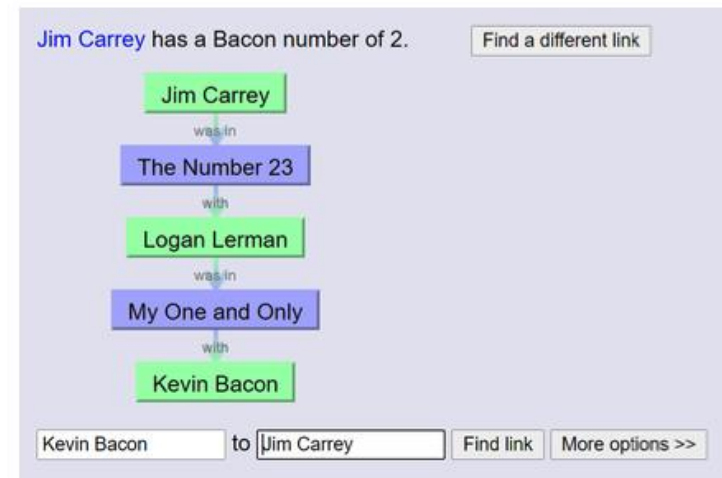 Jim Carrey has a Bacon number of 2. Find a different link
Jim Carrey
was in
The Number 23
with
Logan Lerman
was in
My One and Only
with
Kevin Bacon
Kevin Bacon to Jim Carrey Find link More options >>